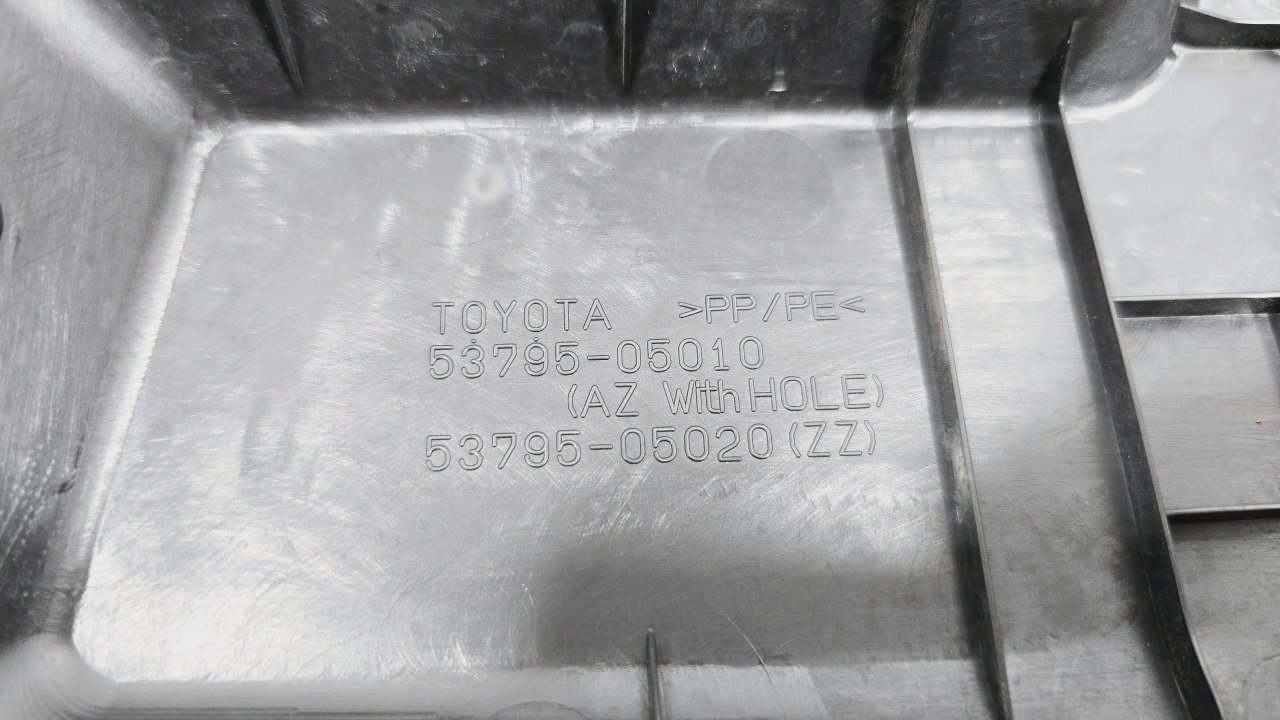 TOYOTA >PP/PE<
53795-05010
(AZ With HOLE)
53795-05020 (ZZ)